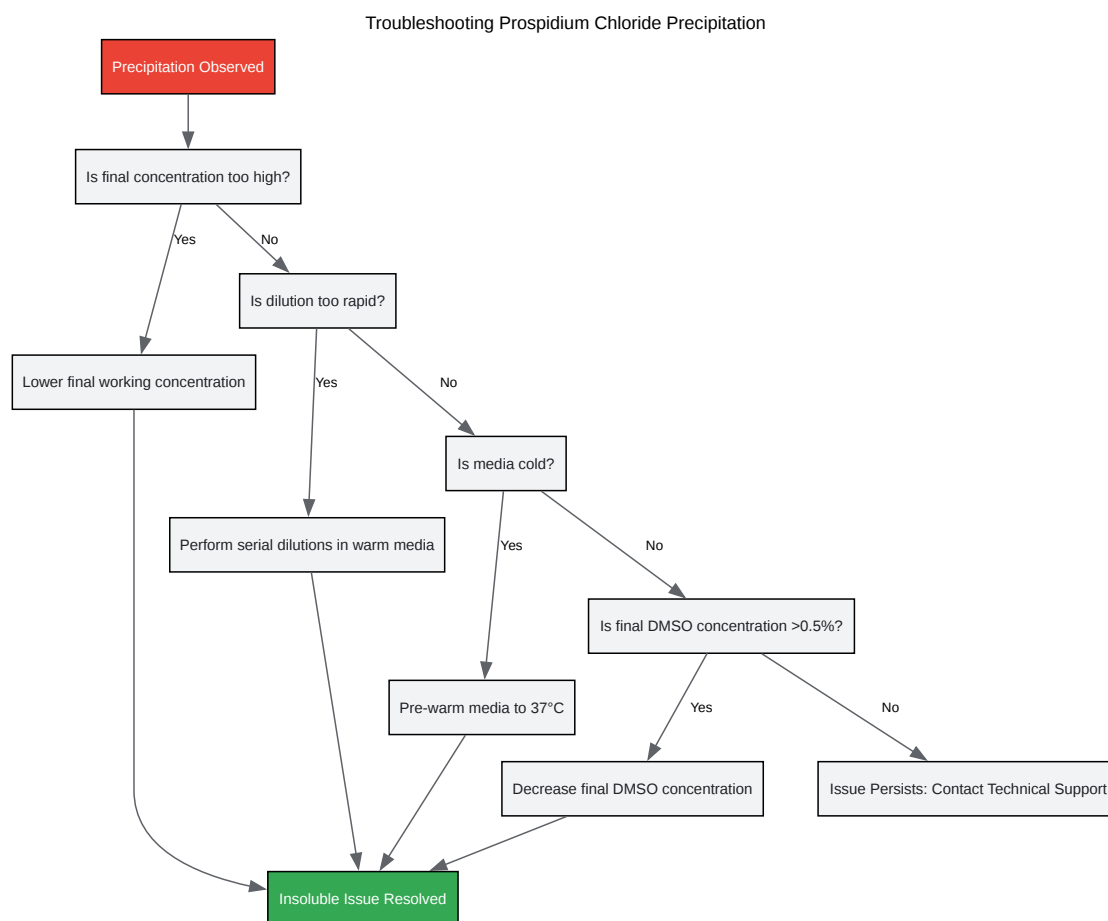 Troubleshooting Prospidium Chloride Precipitation
Precipitation Observed
Is final concentration too high?
Yes
No
Is dilution too rapid?
Lower final working concentration
Yes
No
Is media cold?
Perform serial dilutions in warm media
Yes
No
Is final DMSO concentration >0.5%?
Pre-warm media to 37°C
Yes
No
Decrease final DMSO concentration
Issue Persists: Contact Technical Support
Insoluble Issue Resolved